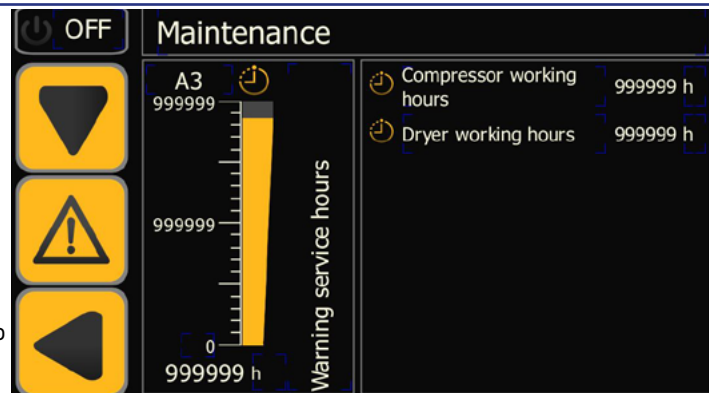 OFF
Maintenance
A3
999999
999999
0
999999 h
Warning service hours
Compressor working
hours
999999 h
Dryer working hours
999999 h